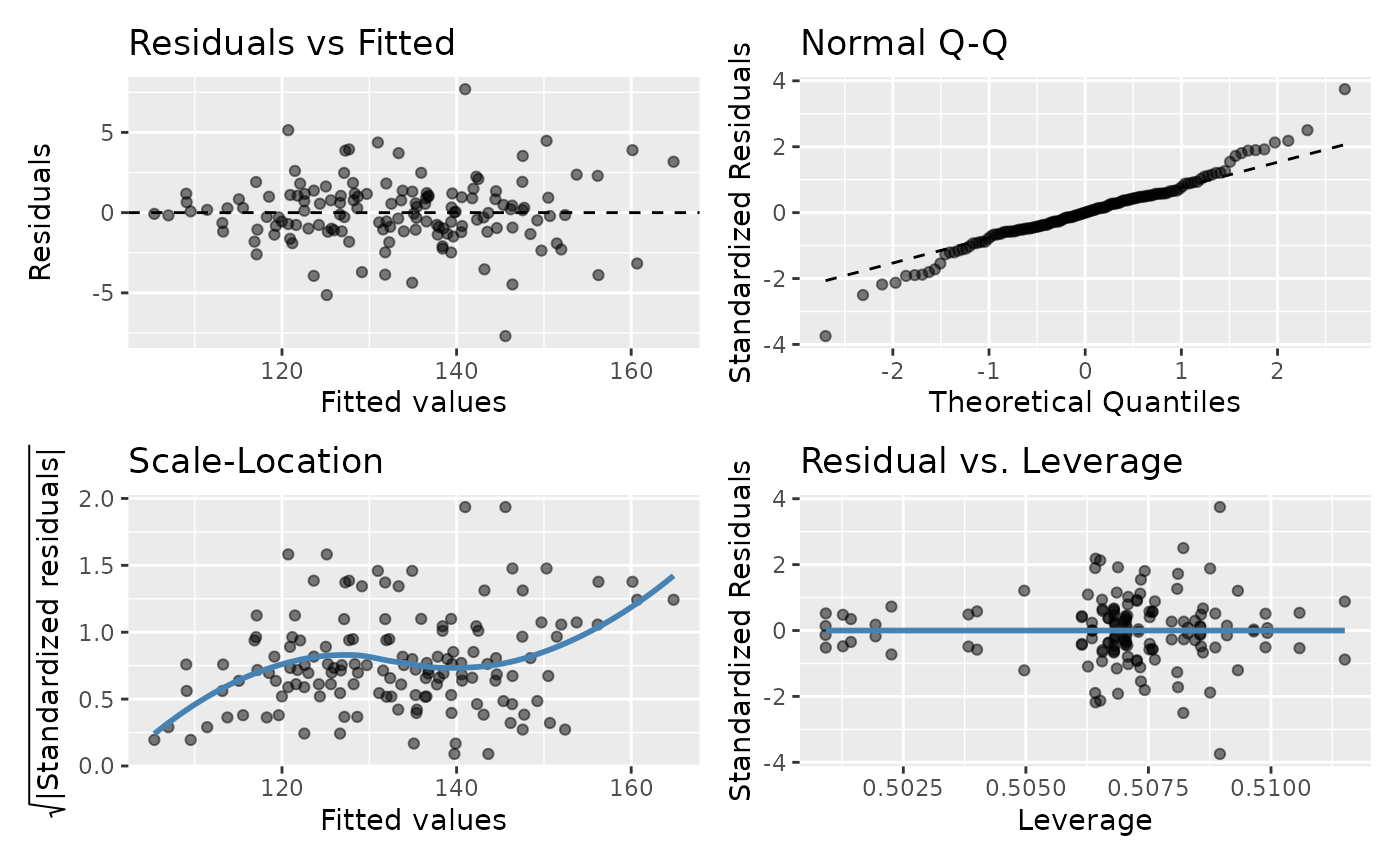 Residuals vs Fitted
Residuals
5
0
-5
120 140 160
Fitted values
Normal Q-Q
Standardized Residuals
4
2
0
-2
-4
-2 -1 0 1 2
Theoretical Quantiles
Scale-Location
√|Standardized residuals|
2.0
1.5
1.0
0.5
0.0
120 140 160
Fitted values
Residual vs. Leverage
Standardized Residuals
4
2
0
-2
-4
0.5025 0.5050 0.5075 0.5100
Leverage